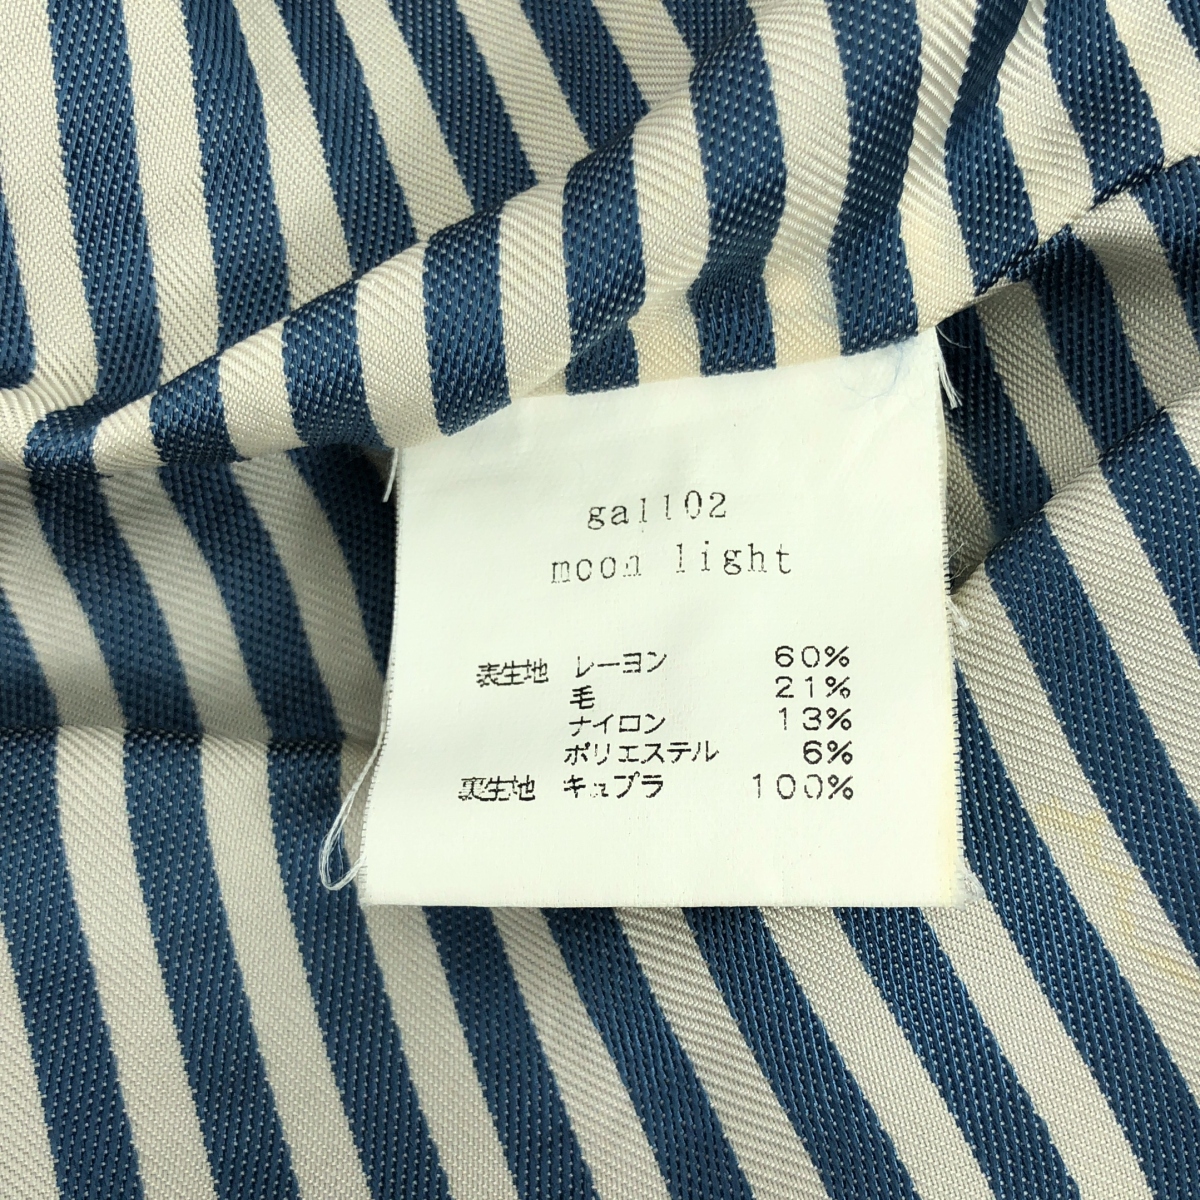 gall02
moon light
表生地 レーヨン 60%
毛 21%
ナイロン 13%
ポリエステル 6%
裏生地 キュプラ 100%